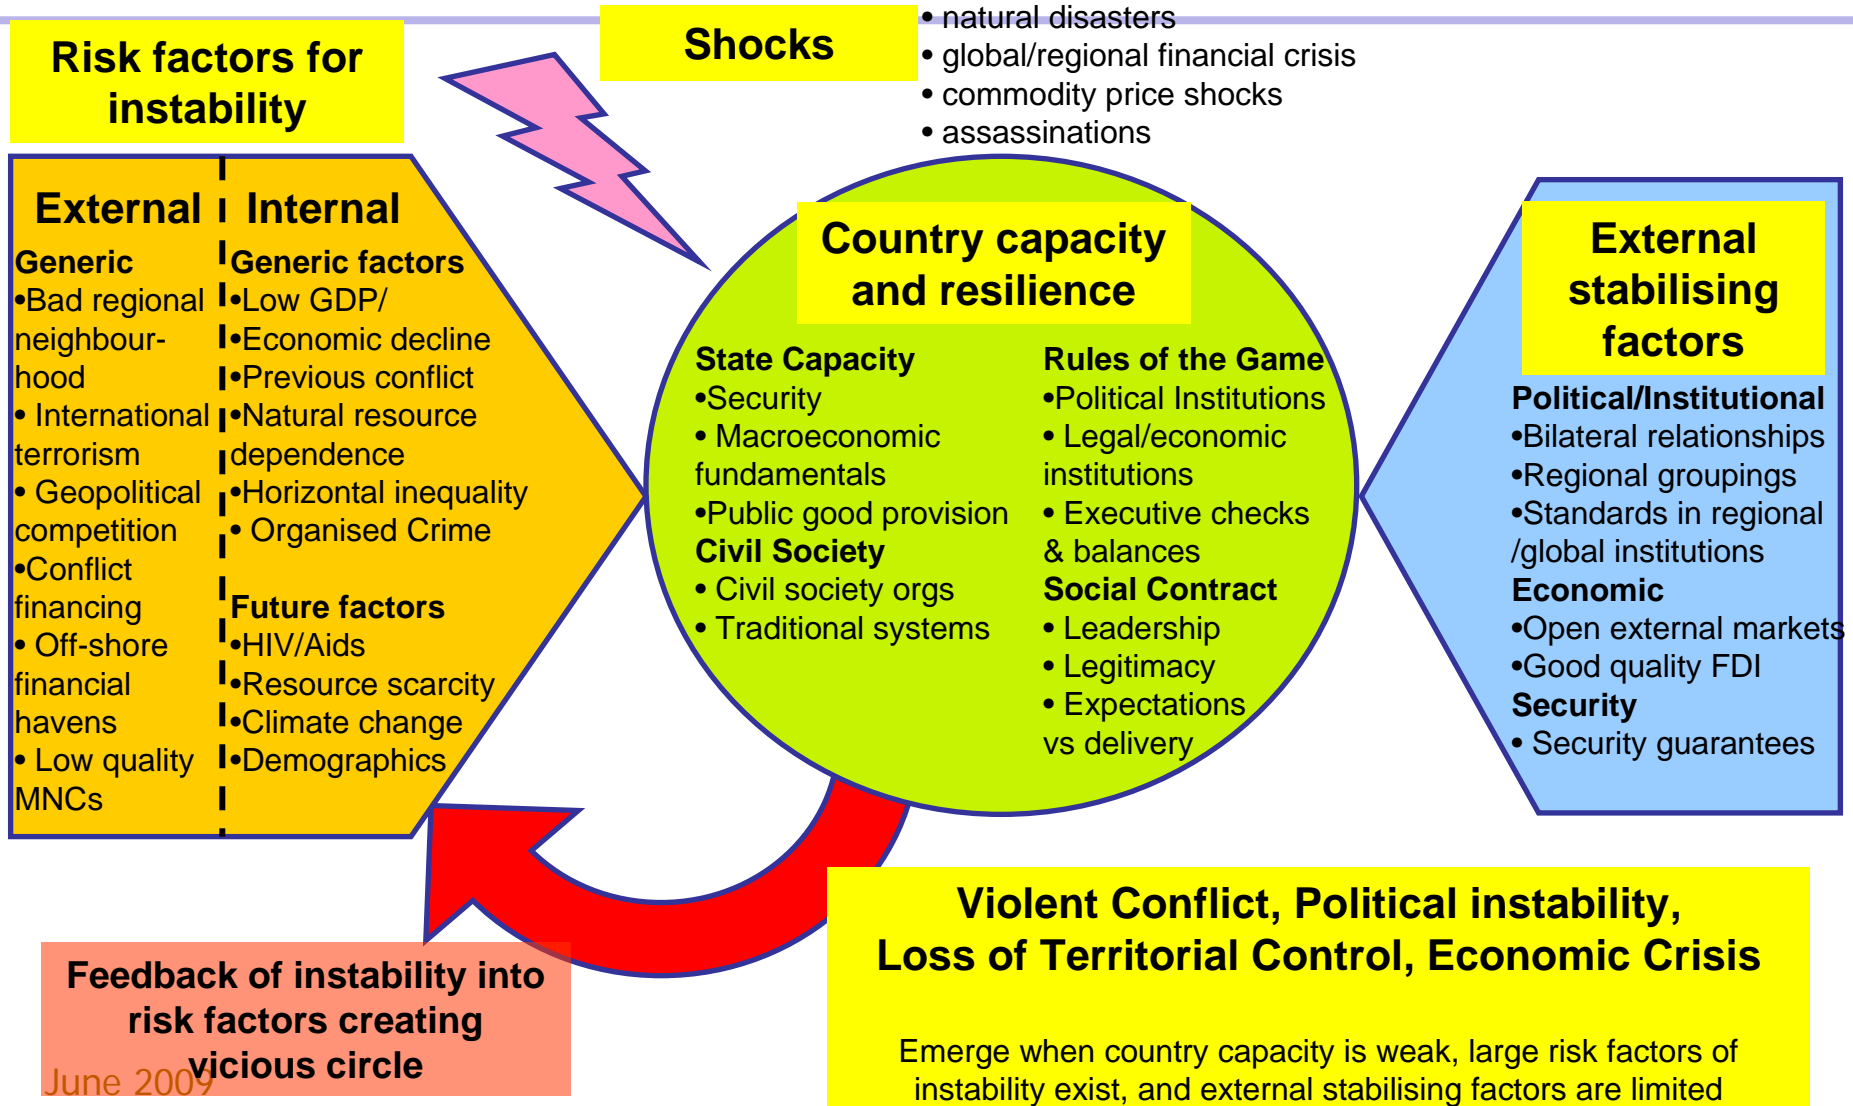 Risk factors for
instability
Shocks
• natural disasters
• global/regional financial crisis
• commodity price shocks
• assassinations
External
Generic
•Bad regional
neighbour-
hood
• International
terrorism
• Geopolitical
competition
•Conflict
financing
• Off-shore
financial
havens
• Low quality
MNCs
Internal
Generic factors
•Low GDP/
•Economic decline
•Previous conflict
•Natural resource
dependence
•Horizontal inequality
• Organised Crime
Future factors
•HIV/Aids
•Resource scarcity
•Climate change
•Demographics
Country capacity
and resilience
State Capacity
•Security
• Macroeconomic
fundamentals
•Public good provision
Civil Society
• Civil society orgs
• Traditional systems
Rules of the Game
•Political Institutions
• Legal/economic
institutions
• Executive checks
& balances
Social Contract
• Leadership
• Legitimacy
• Expectations
vs delivery
External
stabilising
factors
Political/Institutional
•Bilateral relationships
•Regional groupings
•Standards in regional
/global institutions
Economic
•Open external markets
•Good quality FDI
Security
• Security guarantees
Feedback of instability into
risk factors creating
vicious circle
June 2009
Violent Conflict, Political instability,
Loss of Territorial Control, Economic Crisis
Emerge when country capacity is weak, large risk factors of
instability exist, and external stabilising factors are limited